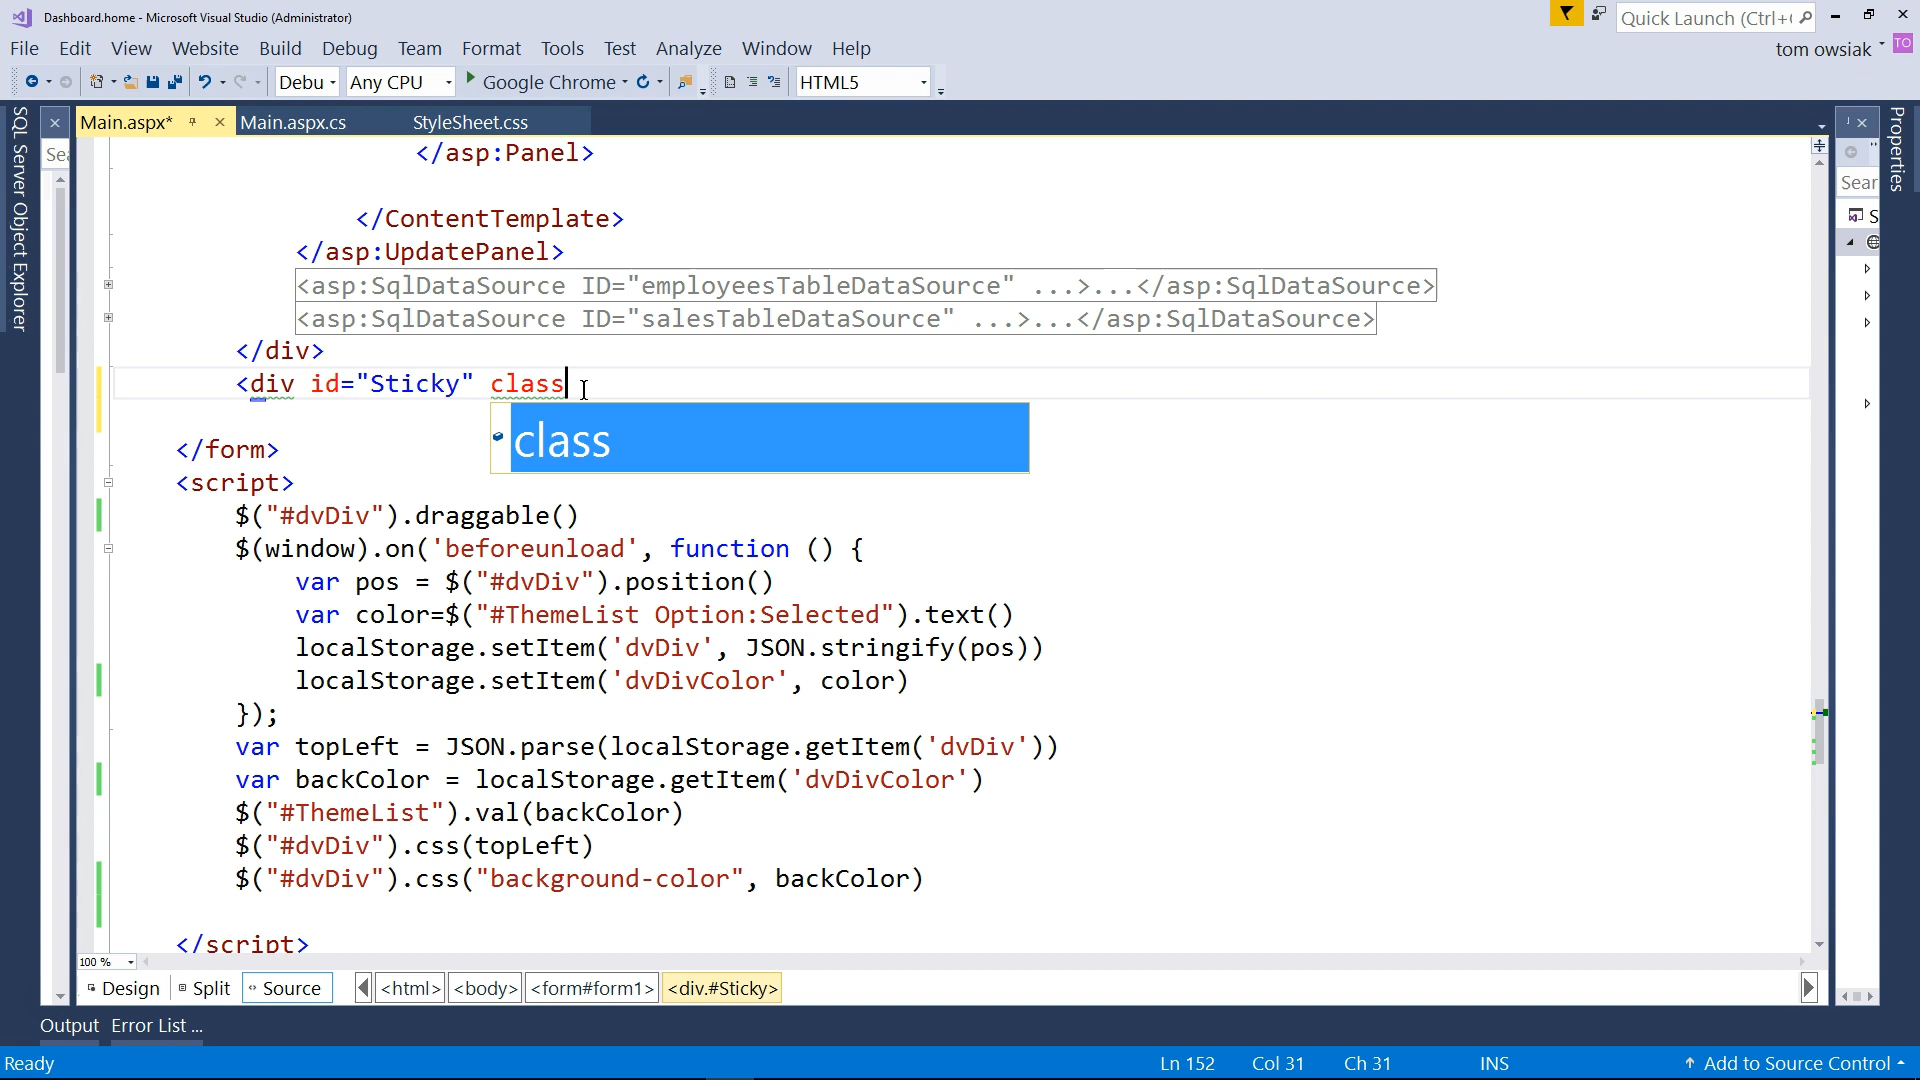 Dashboard.home - Microsoft Visual Studio (Administrator)
Quick Launch (Ctrl+
File Edit View Website Build Debug Team Format Tools Test Analyze Window Help
tom owsiak TO
Debu Any CPU Google Chrome HTML5
SQL Server Object Explorer
Main.aspx* Main.aspx.cs StyleSheet.css
Properties
Sea
Sear
S
</asp:Panel>
</ContentTemplate>
</asp:UpdatePanel>
<asp:SqlDataSource ID="employeesTableDataSource" ...>...</asp:SqlDataSource>
<asp:SqlDataSource ID="salesTableDataSource" ...>...</asp:SqlDataSource>
</div>
<div id="Sticky" class
class
</form>
<script>
$("#dvDiv").draggable()
$(window).on('beforeunload', function () {
var pos = $("#dvDiv").position()
var color=$("#ThemeList Option:Selected").text()
localStorage.setItem('dvDiv', JSON.stringify(pos))
localStorage.setItem('dvDivColor', color)
});
var topLeft = JSON.parse(localStorage.getItem('dvDiv'))
var backColor = localStorage.getItem('dvDivColor')
$("#ThemeList").val(backColor)
$("#dvDiv").css(topLeft)
$("#dvDiv").css("background-color", backColor)
</script>
100 %
Design Split Source <html> <body> <form#form1> <div.#Sticky>
Output Error List ...
Ready Ln 152 Col 31 Ch 31 INS Add to Source Control